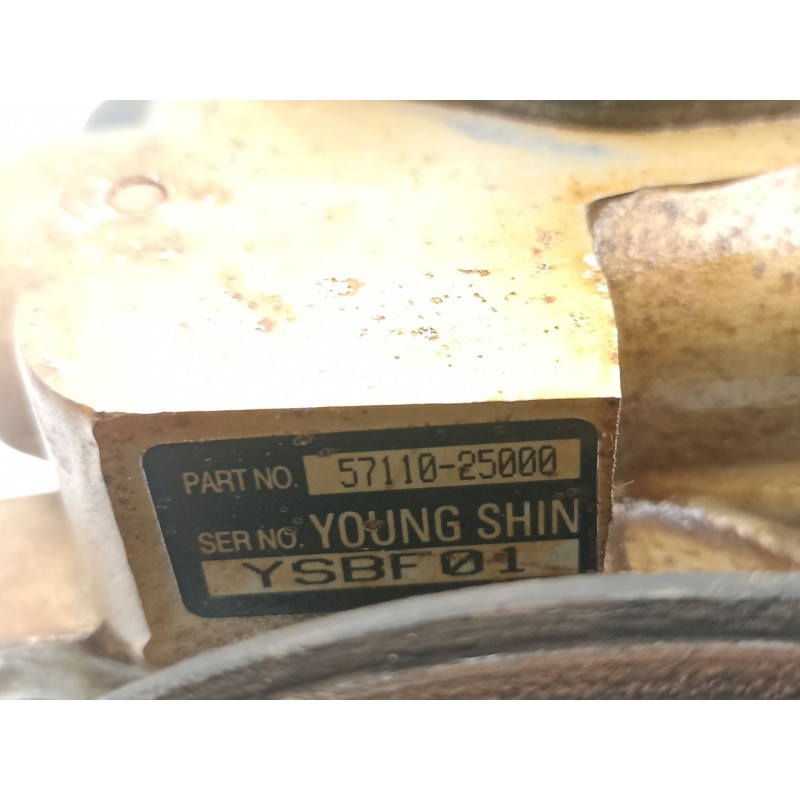 PART NO. 57110-25000
SER NO. YOUNG SHIN
YSBF01